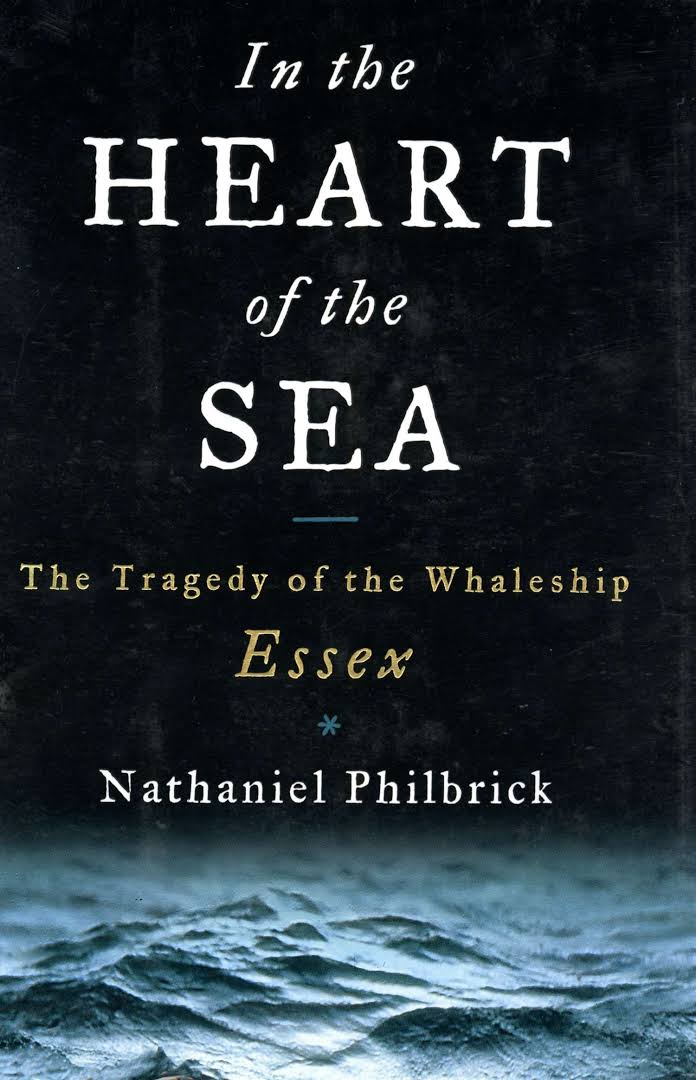 In the
HEART
of the
SEA
The Tragedy of the Whaleship
Essex
*
Nathaniel Philbrick